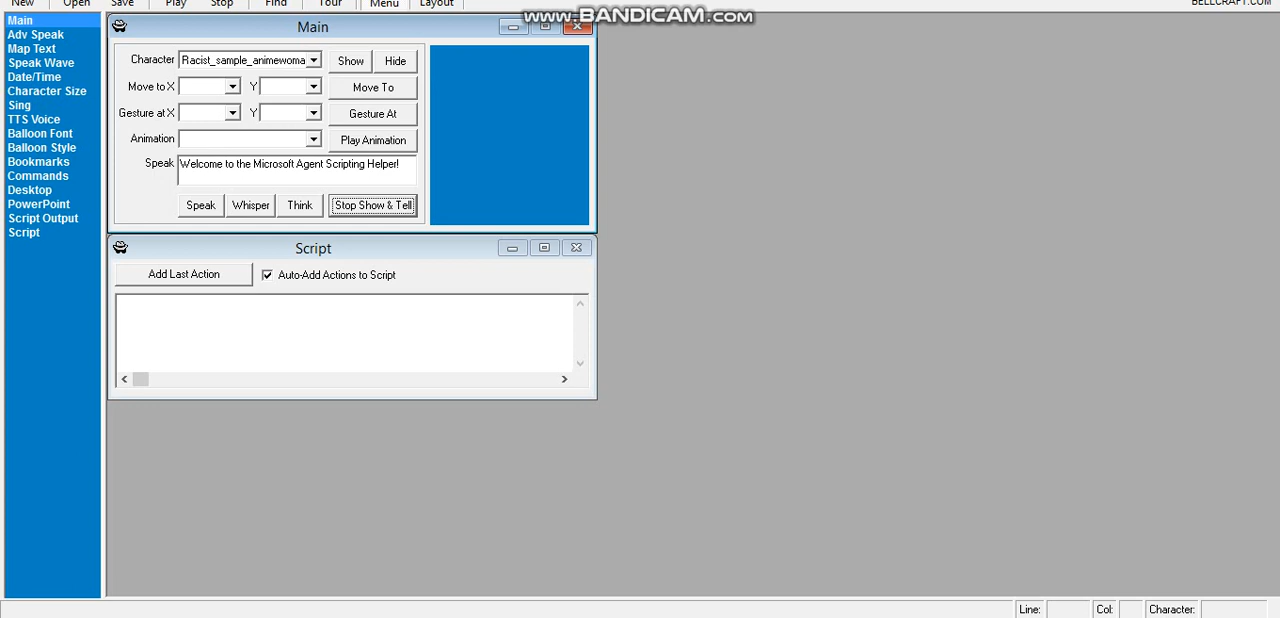 New Open Save Play Stop Find Tour Menu Layout BELLCRAFT.COM
www.BANDICAM.com
Main
Adv Speak
Map Text
Speak Wave
Date/Time
Character Size
Sing
TTS Voice
Balloon Font
Balloon Style
Bookmarks
Commands
Desktop
PowerPoint
Script Output
Script
Main
Character Racist_sample_animewoma Show Hide
Move to X Y Move To
Gesture at X Y Gesture At
Animation Play Animation
Speak Welcome to the Microsoft Agent Scripting Helper!
Speak Whisper Think Stop Show & Tell
Script
Add Last Action Auto-Add Actions to Script
Line: Col: Character: